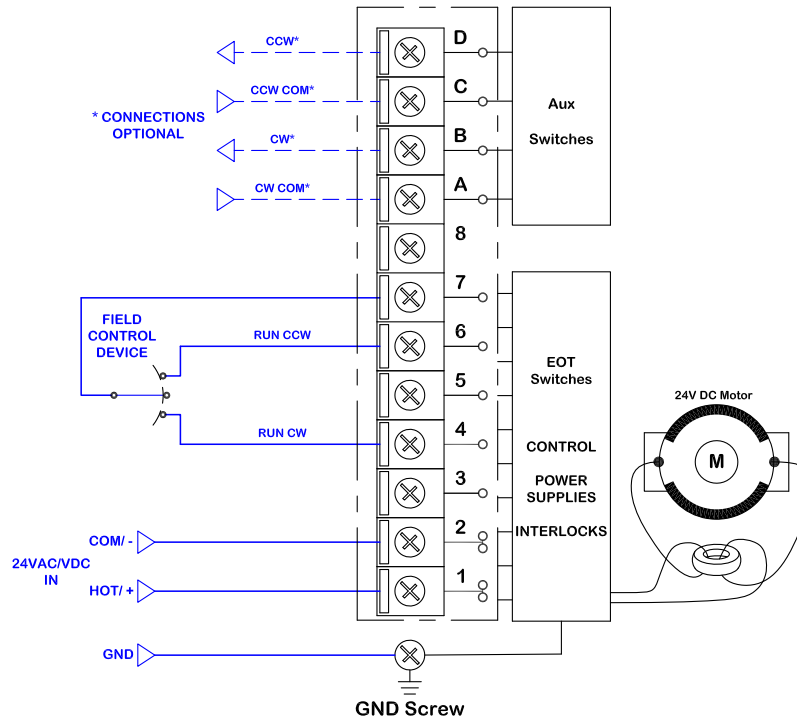 CCW*
D
CCW COM*
C
* CONNECTIONS
OPTIONAL
CW*
B
CW COM*
A
Aux
Switches
8
7
FIELD
CONTROL
DEVICE
RUN CCW
6
5
RUN CW
4
3
EOT
Switches
CONTROL
POWER
SUPPLIES
INTERLOCKS
24V DC Motor
M
COM/ -
2
24VAC/VDC
IN
HOT/ +
1
GND
GND Screw